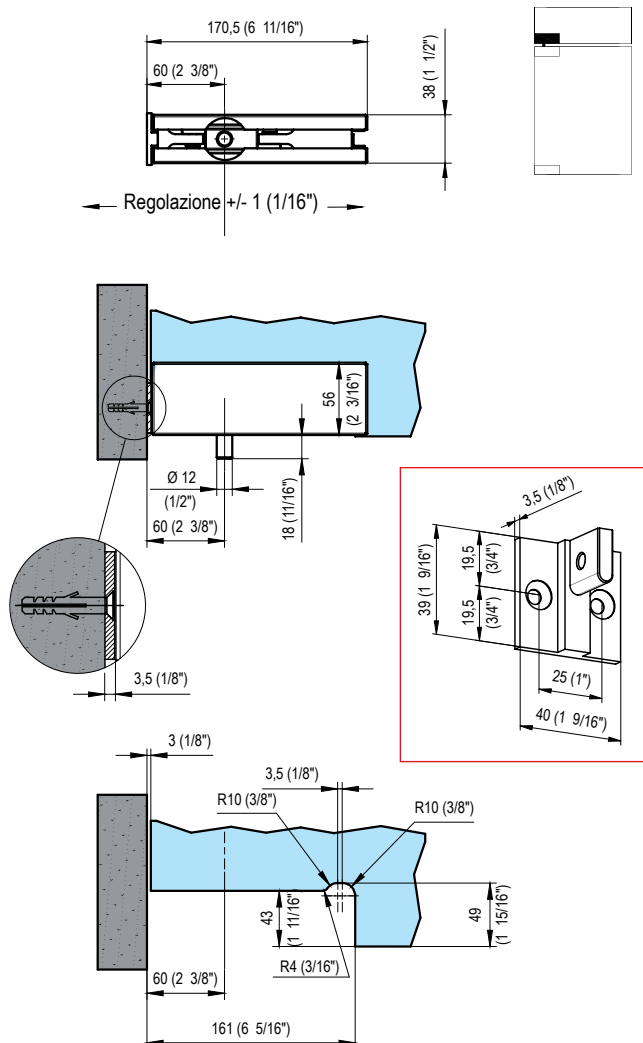 170,5 (6 11/16")
60 (2 3/8")
38 (1 1/2")
Regolazione +/- 1 (1/16")
56
(2 3/16")
Ø 12
(1/2")
18 (11/16")
60 (2 3/8")
3,5 (1/8")
3,5 (1/8")
39 (1 9/16")
19,5
(3/4")
19,5
(3/4")
25 (1")
40 (1 9/16")
3 (1/8")
3,5 (1/8")
R10 (3/8")
R10 (3/8")
43
(1 11/16")
49
(1 15/16")
R4 (3/16")
60 (2 3/8")
161 (6 5/16")